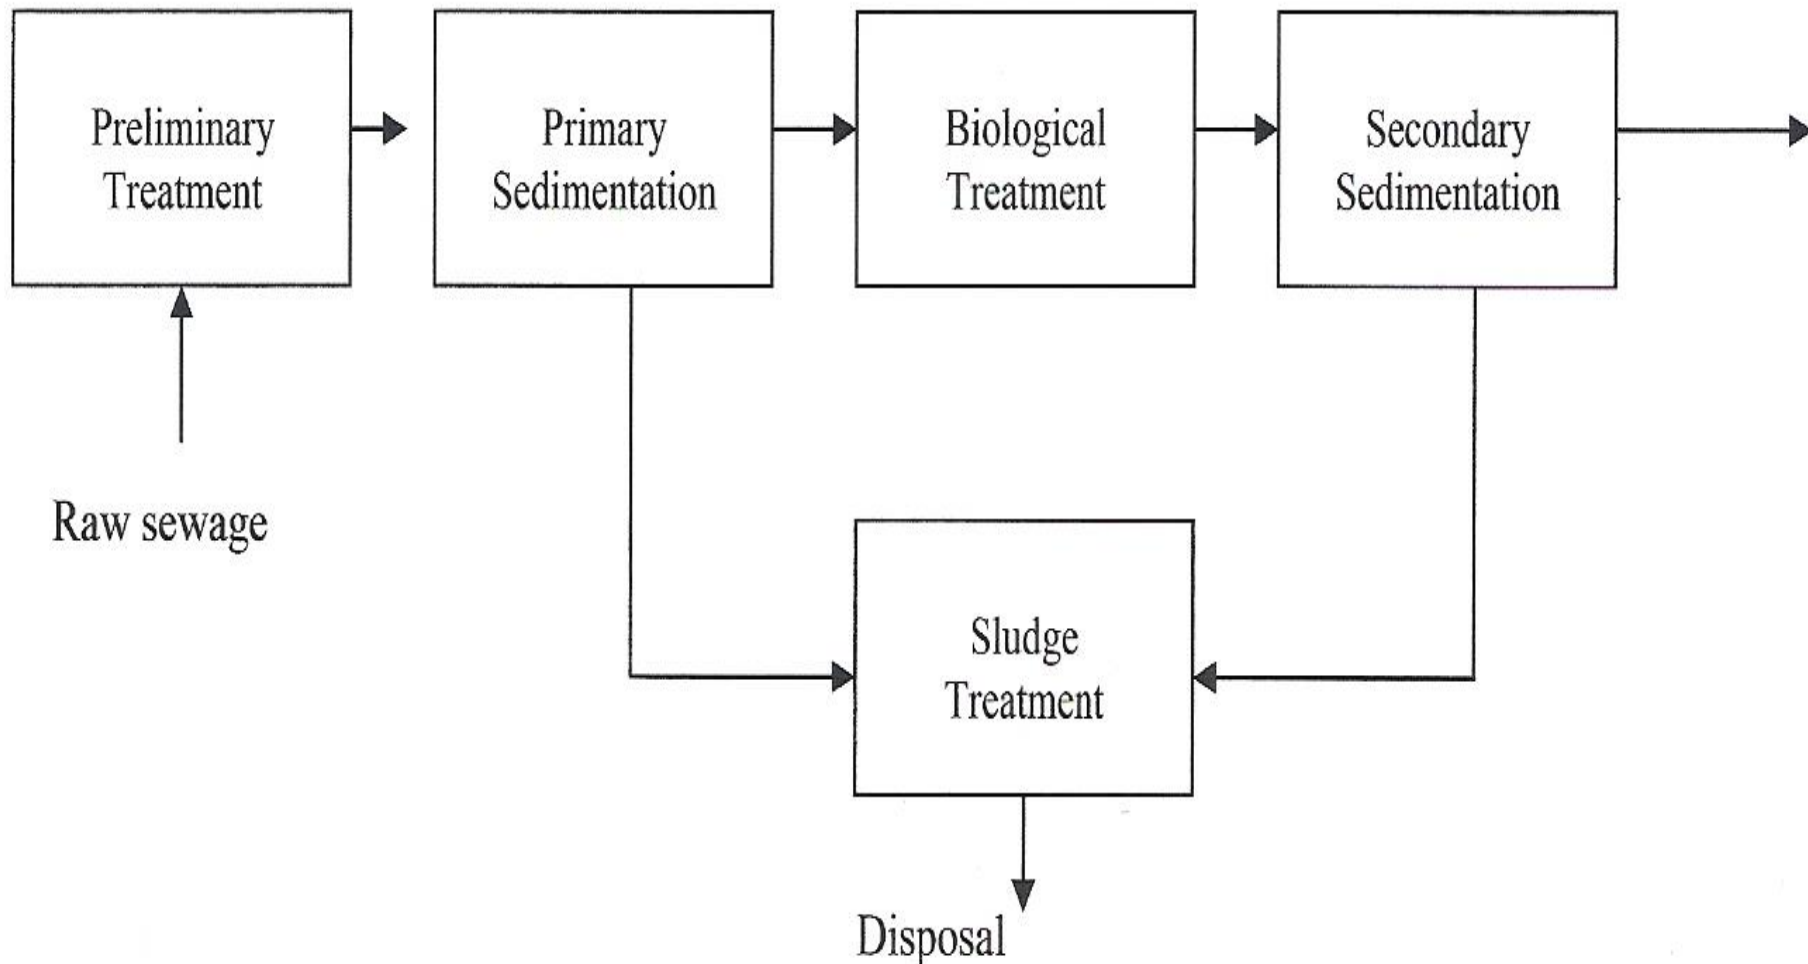 Preliminary
Treatment
Primary
Sedimentation
Biological
Treatment
Secondary
Sedimentation
Raw sewage
Sludge
Treatment
Disposal